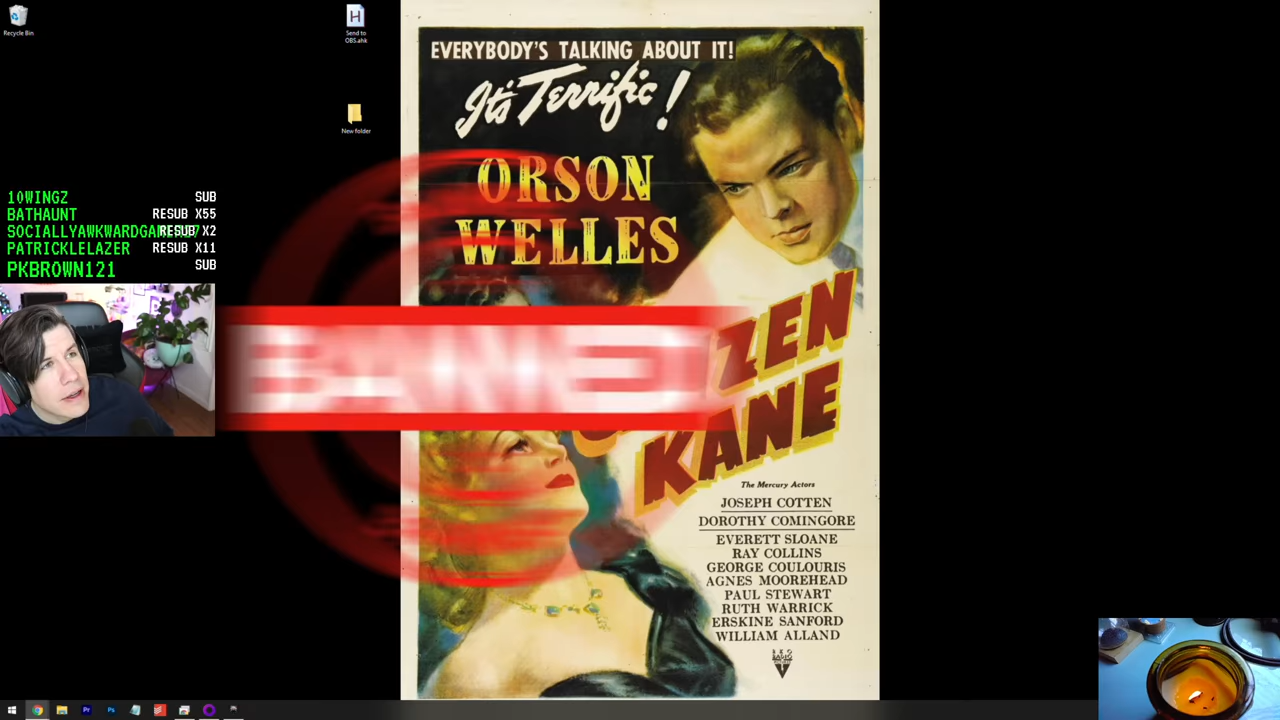 Recycle Bin
Send to
OBS.ahk
New folder
EVERYBODY'S TALKING ABOUT IT!
It's Terrific!
ORSON
WELLES
10WINGZ SUB
BATHAUNT RESUB X55
RESUB X2
PATRICKLELAZER RESUB X11
PKBROWN121 SUB
BANNED
ZEN
KANE
The Mercury Actors
JOSEPH COTTEN
DOROTHY COMINGORE
EVERETT SLOANE
RAY COLLINS
GEORGE COULOURIS
AGNES MOOREHEAD
PAUL STEWART
RUTH WARRICK
ERSKINE SANFORD
WILLIAM ALLAND